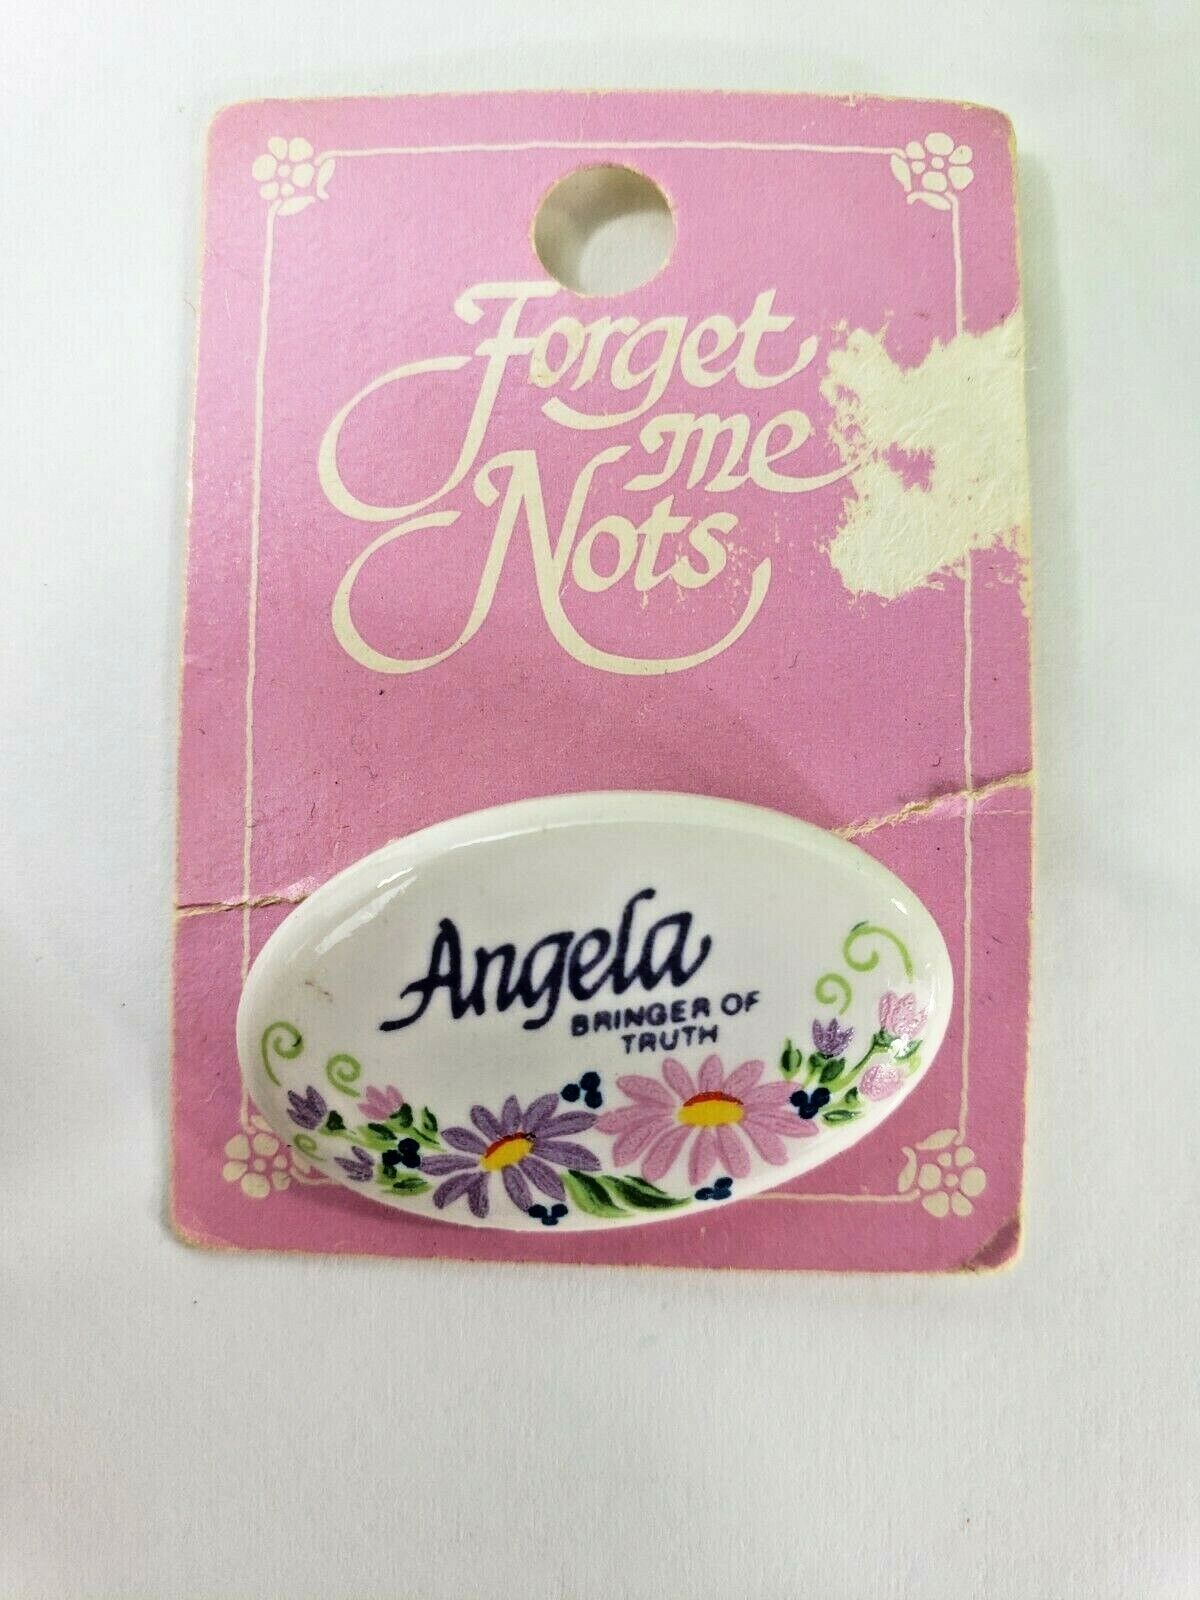 Forget
me
Nots
Angela
BRINGER OF
TRUTH